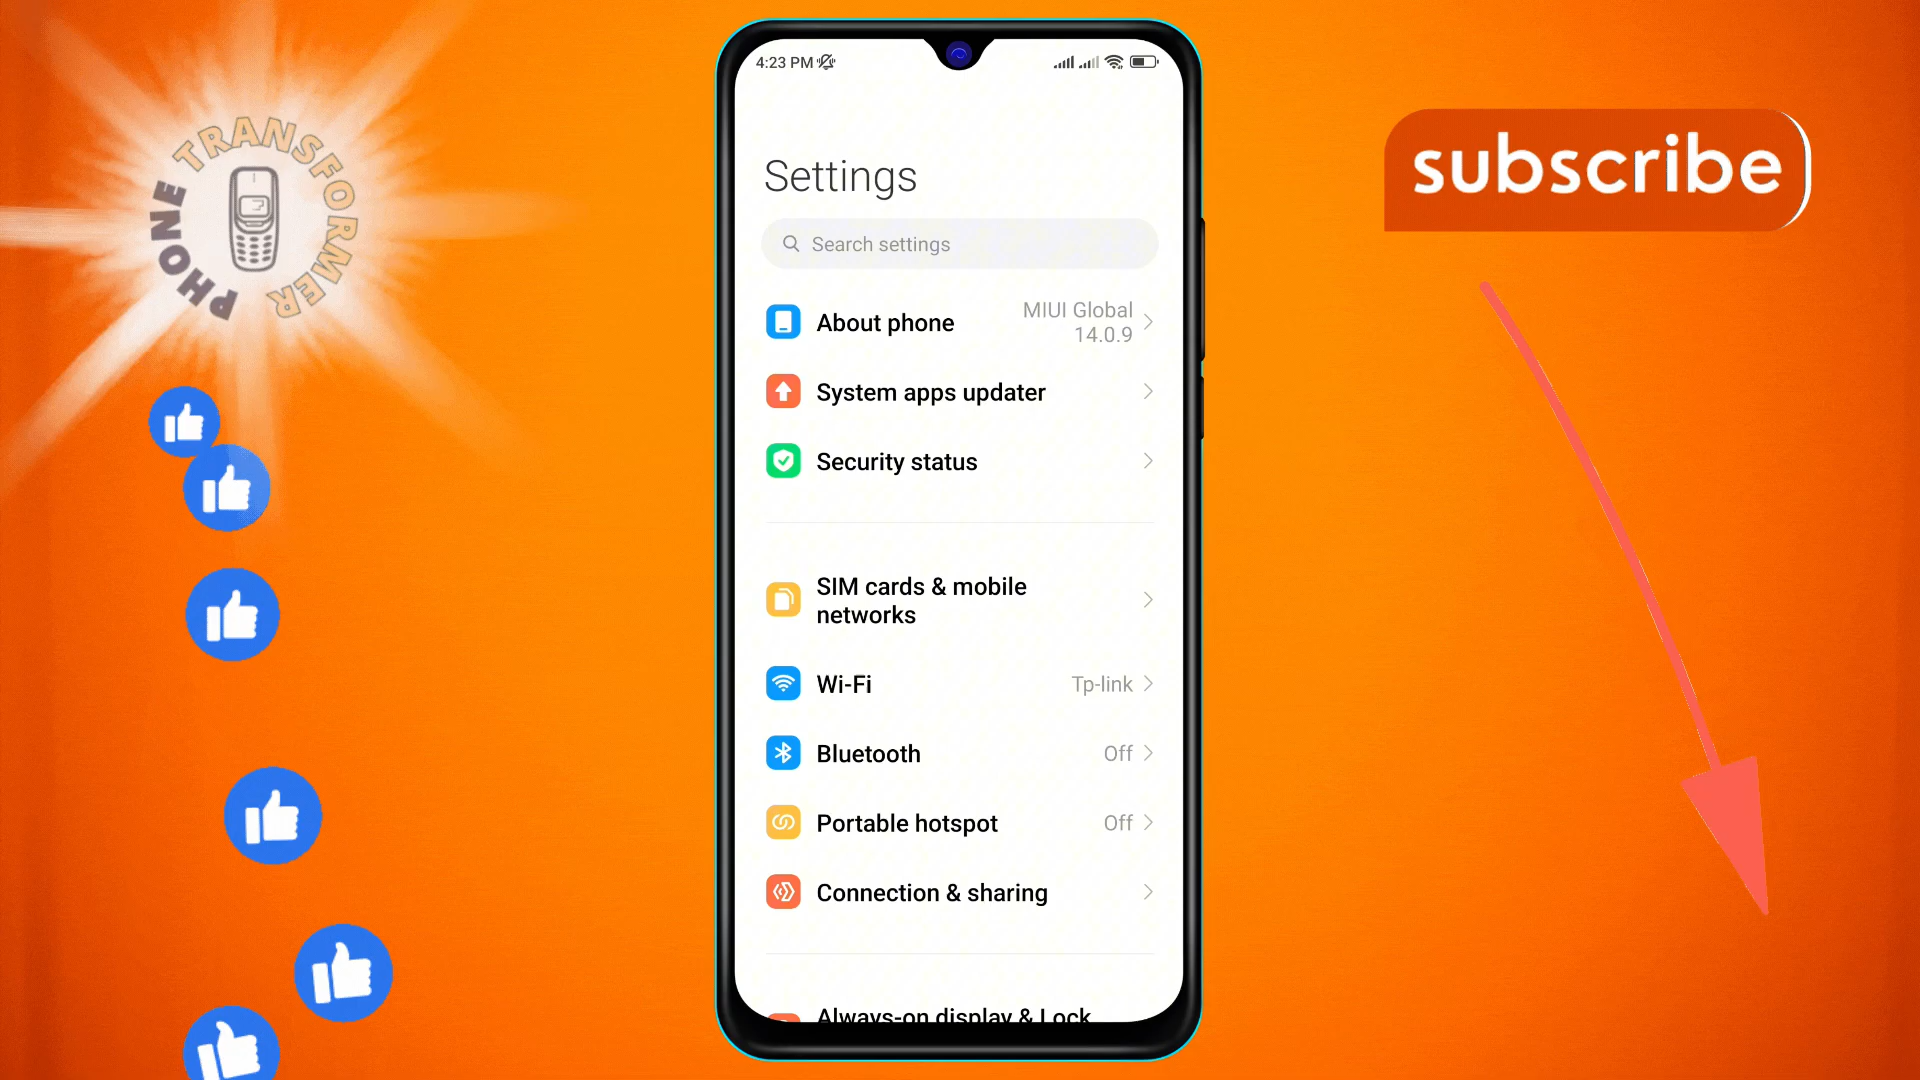 PHONE TRANSFORMER
4:23 PM
Settings
Search settings
About phone
MIUI Global
14.0.9
System apps updater
Security status
SIM cards & mobile
networks
Wi-Fi
Tp-link
Bluetooth
Off
Portable hotspot
Off
Connection & sharing
Always-on display & Lock
subscribe